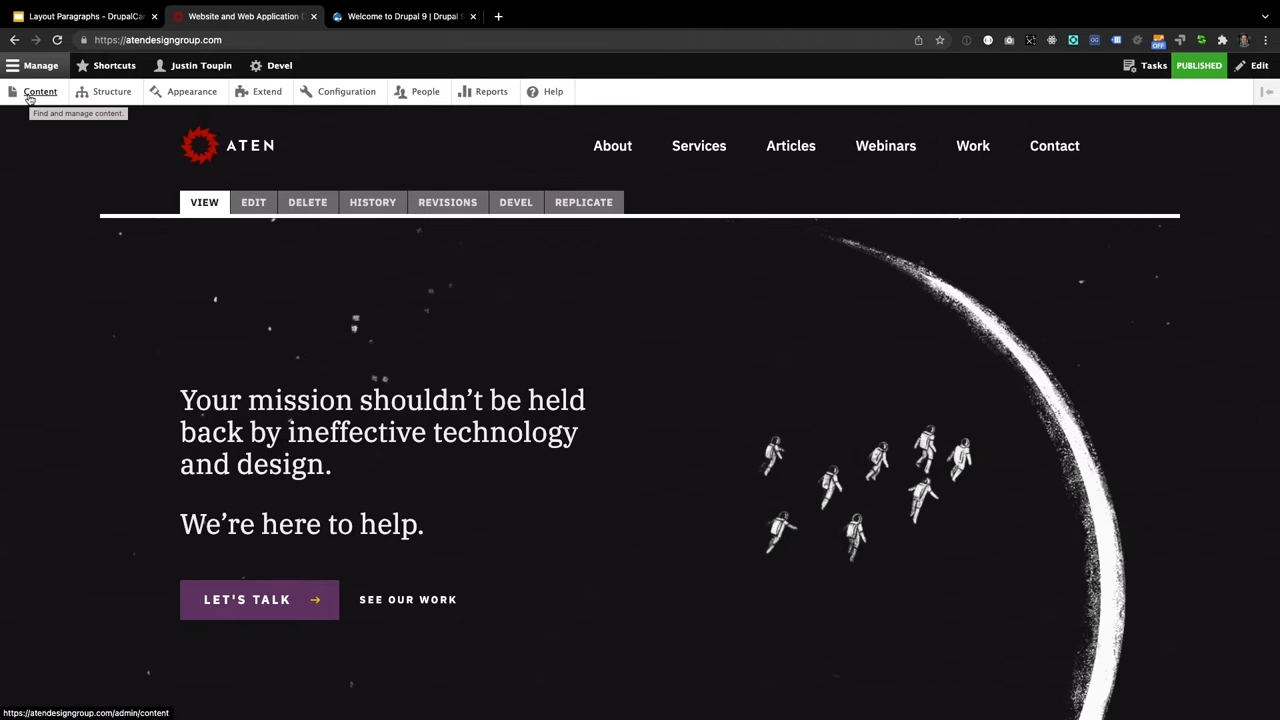 Layout Paragraphs - DrupalCa
Website and Web Application D
Welcome to Drupal 9 | Drupal 9
https://atendesigngroup.com
OFF
Manage
Shortcuts
Justin Toupin
Devel
Tasks
PUBLISHED
Edit
Content
Structure
Appearance
Extend
Configuration
People
Reports
Help
Find and manage content.
ATEN
About
Services
Articles
Webinars
Work
Contact
VIEW
EDIT
DELETE
HISTORY
REVISIONS
DEVEL
REPLICATE
Your mission shouldn’t be held
back by ineffective technology
and design.
We’re here to help.
LET'S TALK →
SEE OUR WORK
https://atendesigngroup.com/admin/content